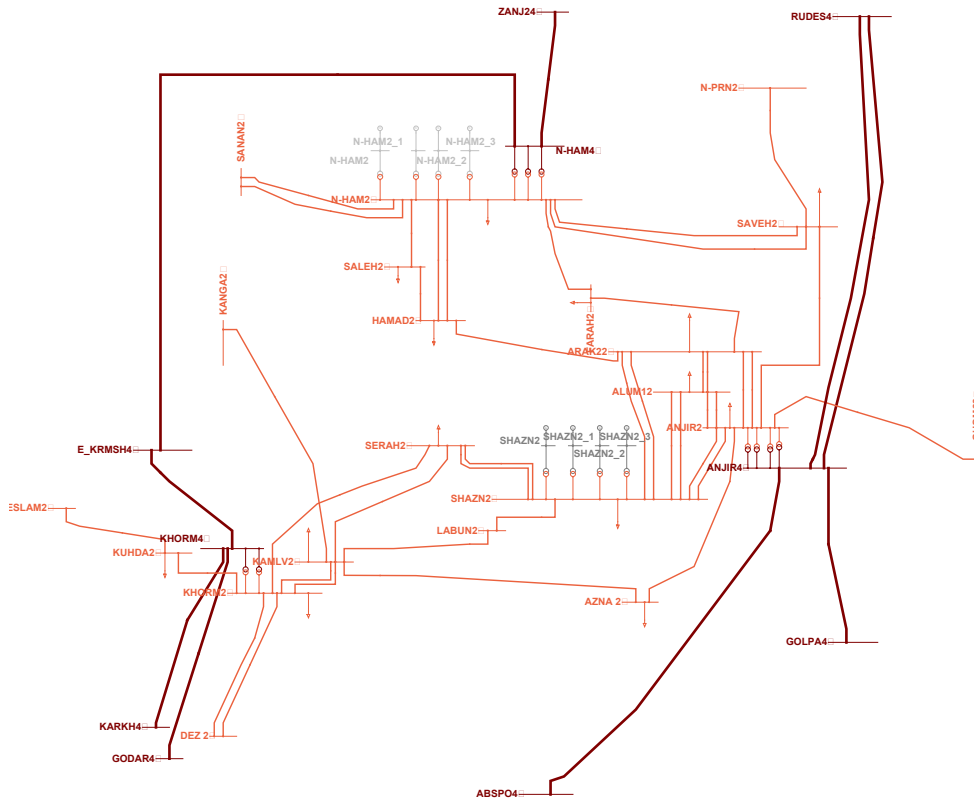 ZANJ24
RUDES4
N-PRN2
SANAN2
N-HAM2_1
N-HAM2_3
N-HAM2
N-HAM2_2
N-HAM4
N-HAM2
SAVEH2
SALEH2
KANGA2
HAMAD2
ARAK22
ALUM12
ANJIR2
SERAH2
SHAZN2
SHAZN2_1
SHAZN2_3
SHAZN2_2
E_KRMSH4
ANJIR4
SHAZN2
ESLAM2
LABUN2
KHORM4
KUHDA2
KAMLV2
KHORM2
AZNA 2
GOLPA4
KARKH4
DEZ 2
GODAR4
ABSPO4